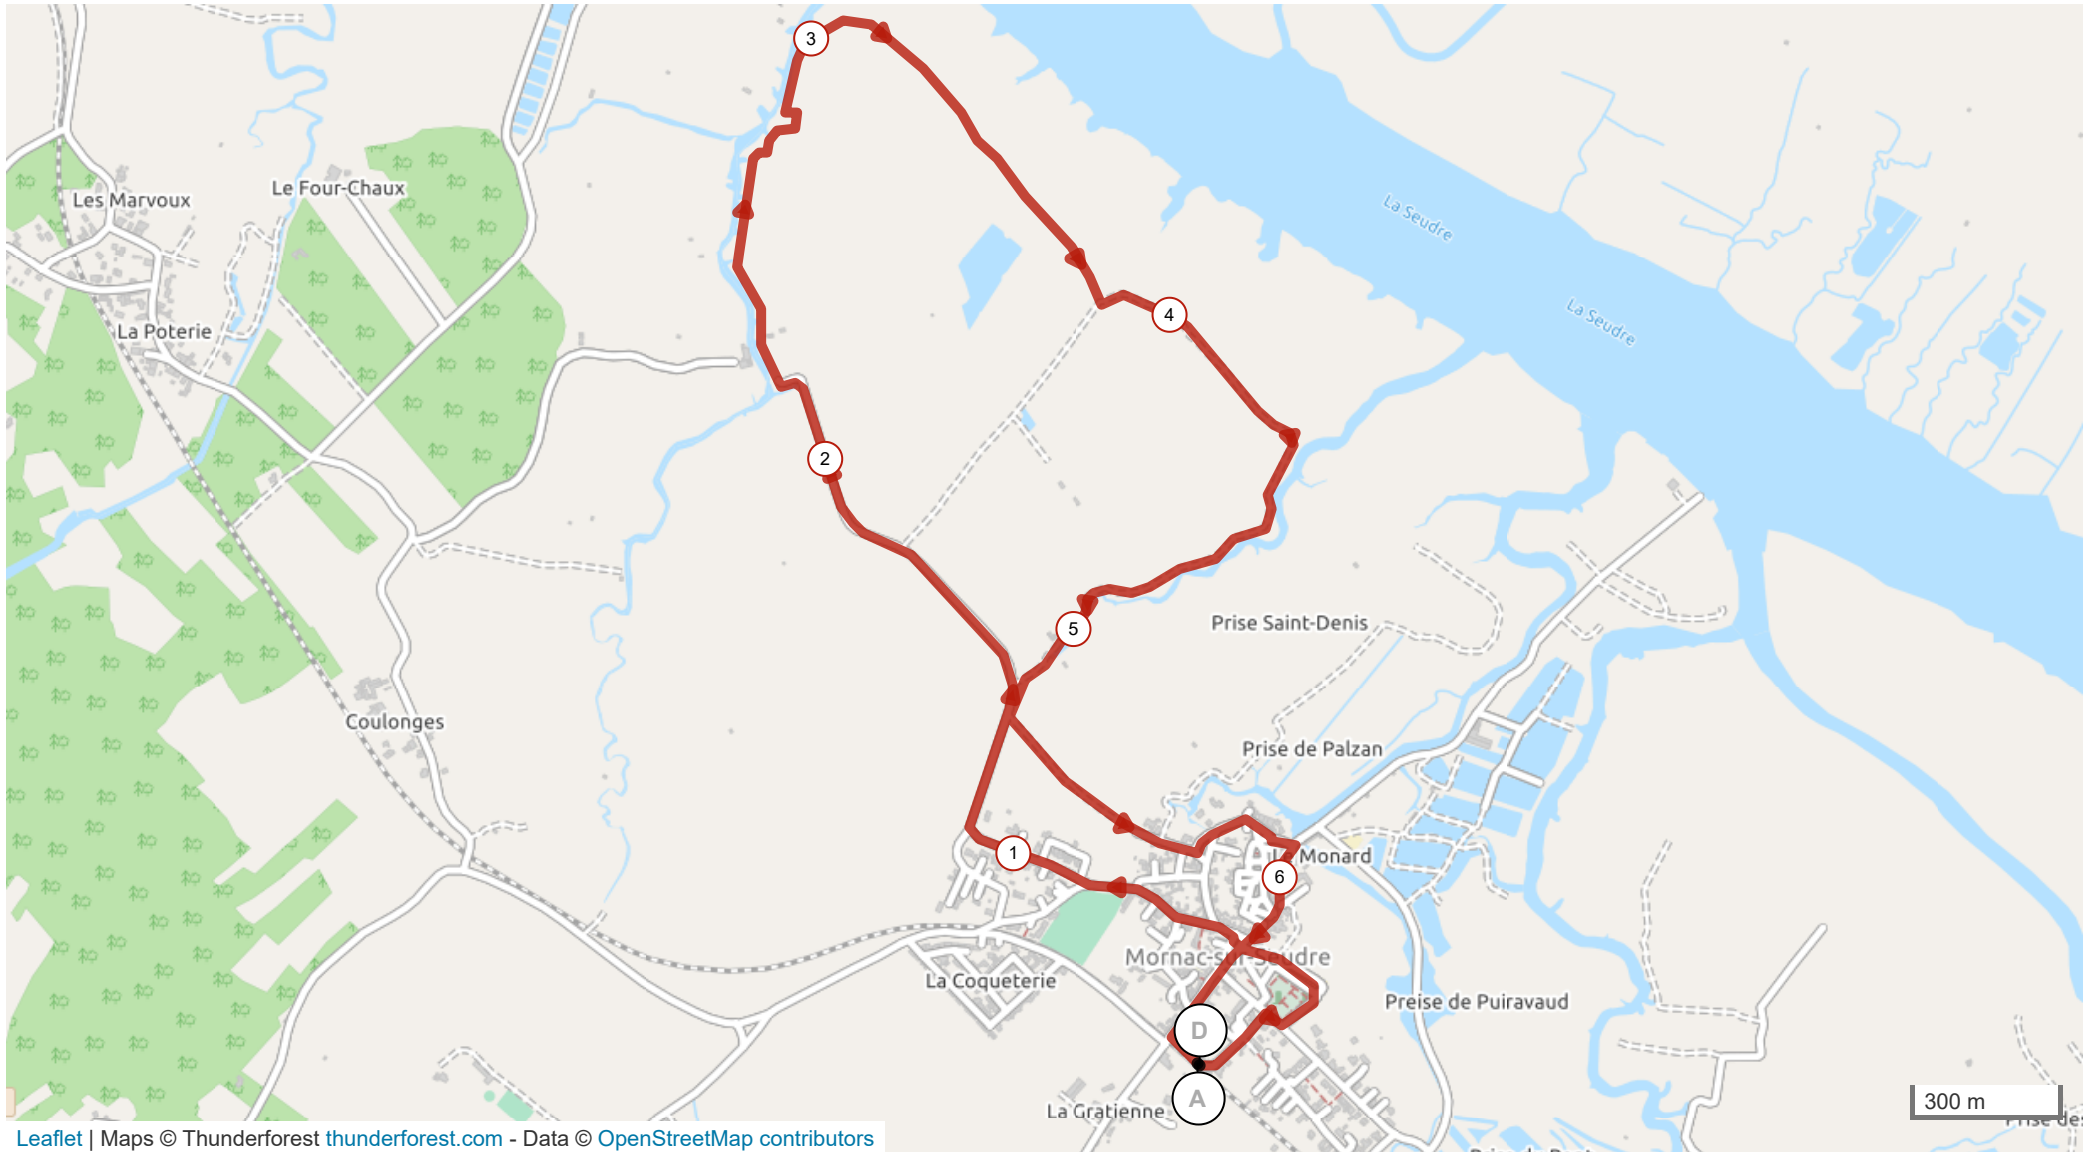 3
Le Four-Chaux
Les Marvoux
La Seudre
La Seudre
4
La Poterie
2
Prise Saint-Denis
5
Coulonges
Prise de Palzan
1
Monard
6
Mornac-sur-Seudre
La Coqueterie
Preise de Puiravaud
D
A
La Gratienne
300 m
Leaflet | Maps © Thunderforest thunderforest.com - Data © OpenStreetMap contributors